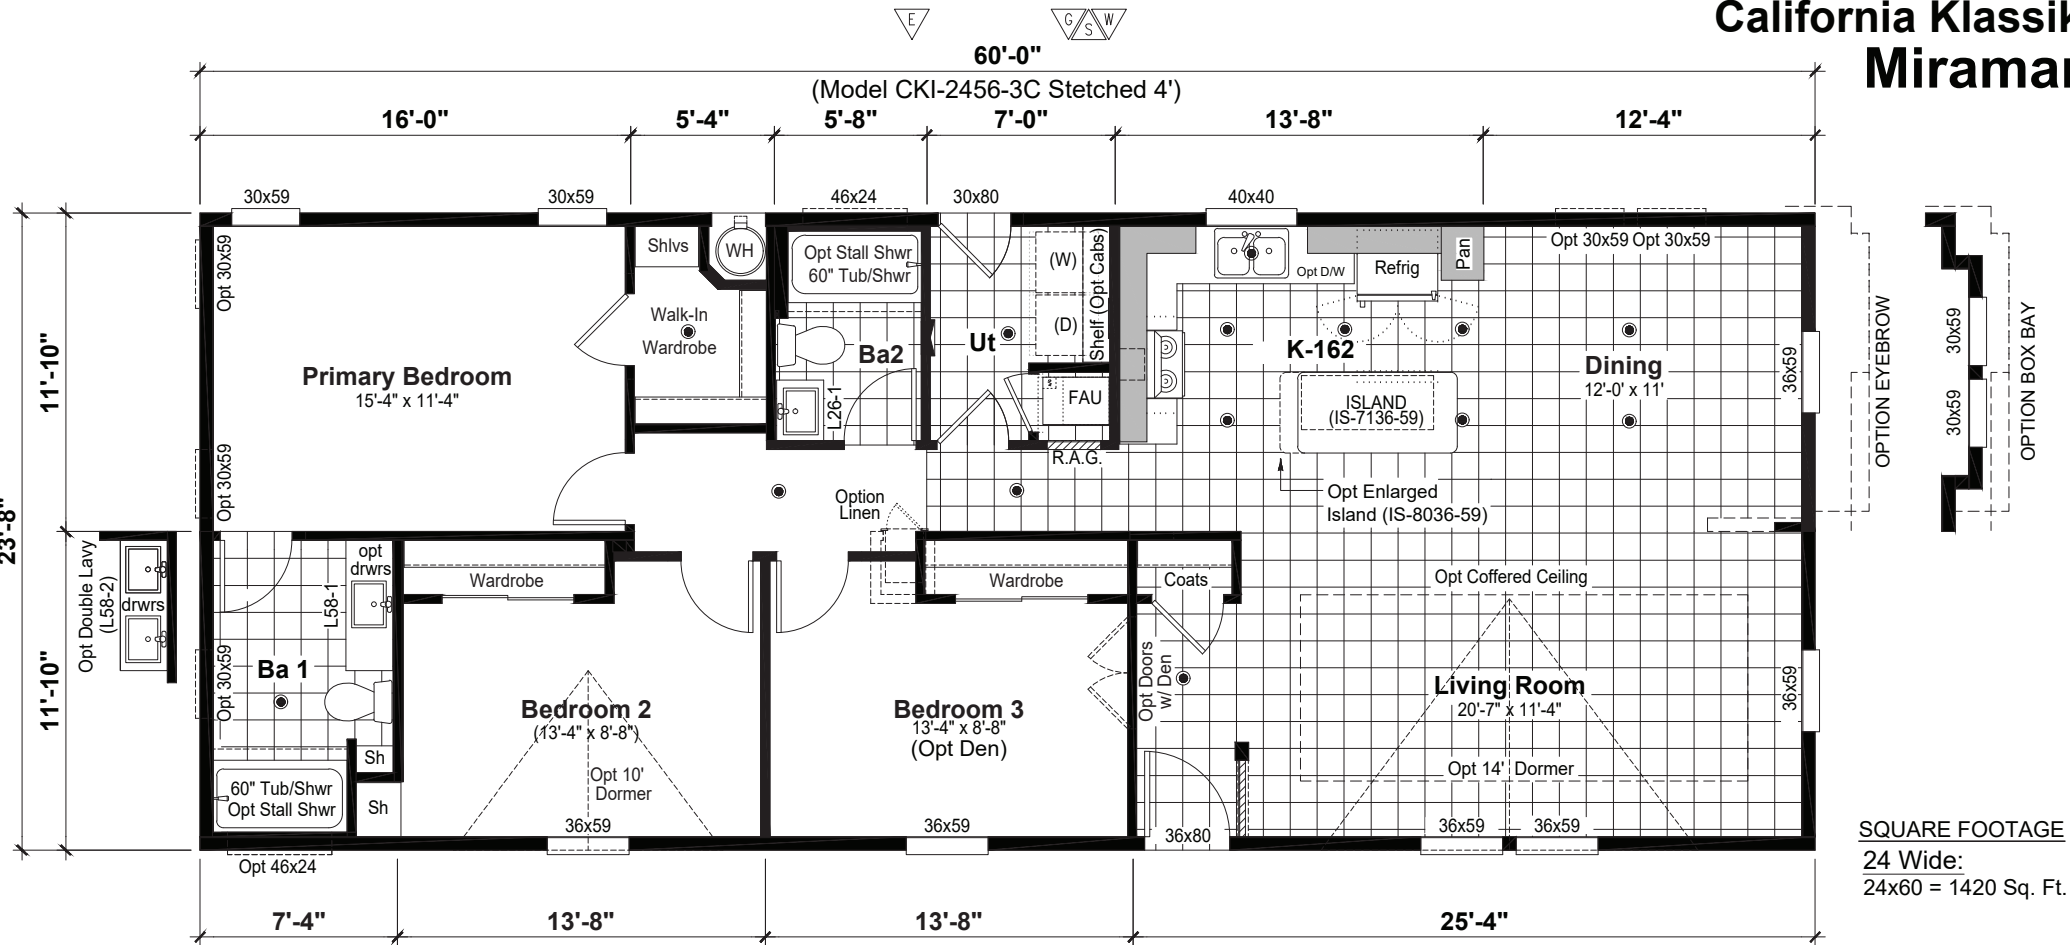 California Klassik
Miramar
E
G S W
60'-0"
(Model CKI-2456-3C Stetched 4')
16'-0" 5'-4" 5'-8" 7'-0" 13'-8" 12'-4"
30x59 30x59 46x24 30x80 40x40
Opt 30x59
Shlvs
WH
Opt Stall Shwr
60" Tub/Shwr
(W)
(D)
Shelf (Opt Cabs)
Opt D/W
Refrig
Pan
Opt 30x59 Opt 30x59
Walk-In
Wardrobe
Ba2
Ut
K-162
Dining
12'-0' x 11'
36x59
OPTION EYEBROW
30x59
30x59
OPTION BOX BAY
11'-10"
Primary Bedroom
15'-4" x 11'-4"
L26-1
FAU
ISLAND
(IS-7136-59)
R.A.G.
Opt 30x59
Option
Linen
Opt Enlarged
Island (IS-8036-59)
23'-8"
Opt Double Lavy
(L58-2)
drwrs
opt
drwrs
L58-1
Wardrobe
Wardrobe
Coats
Opt Coffered Ceiling
11'-10"
Opt 30x59
Ba 1
Bedroom 2
(13'-4" x 8'-8")
Bedroom 3
13'-4" x 8'-8"
(Opt Den)
Opt Doors
w/ Den
Living Room
20'-7" x 11'-4"
36x59
Sh
Sh
60" Tub/Shwr
Opt Stall Shwr
Opt 10'
Dormer
Opt 14' Dormer
36x59 36x59 36x80 36x59 36x59
Opt 46x24
SQUARE FOOTAGE
24 Wide:
24x60 = 1420 Sq. Ft.
7'-4" 13'-8" 13'-8" 25'-4"